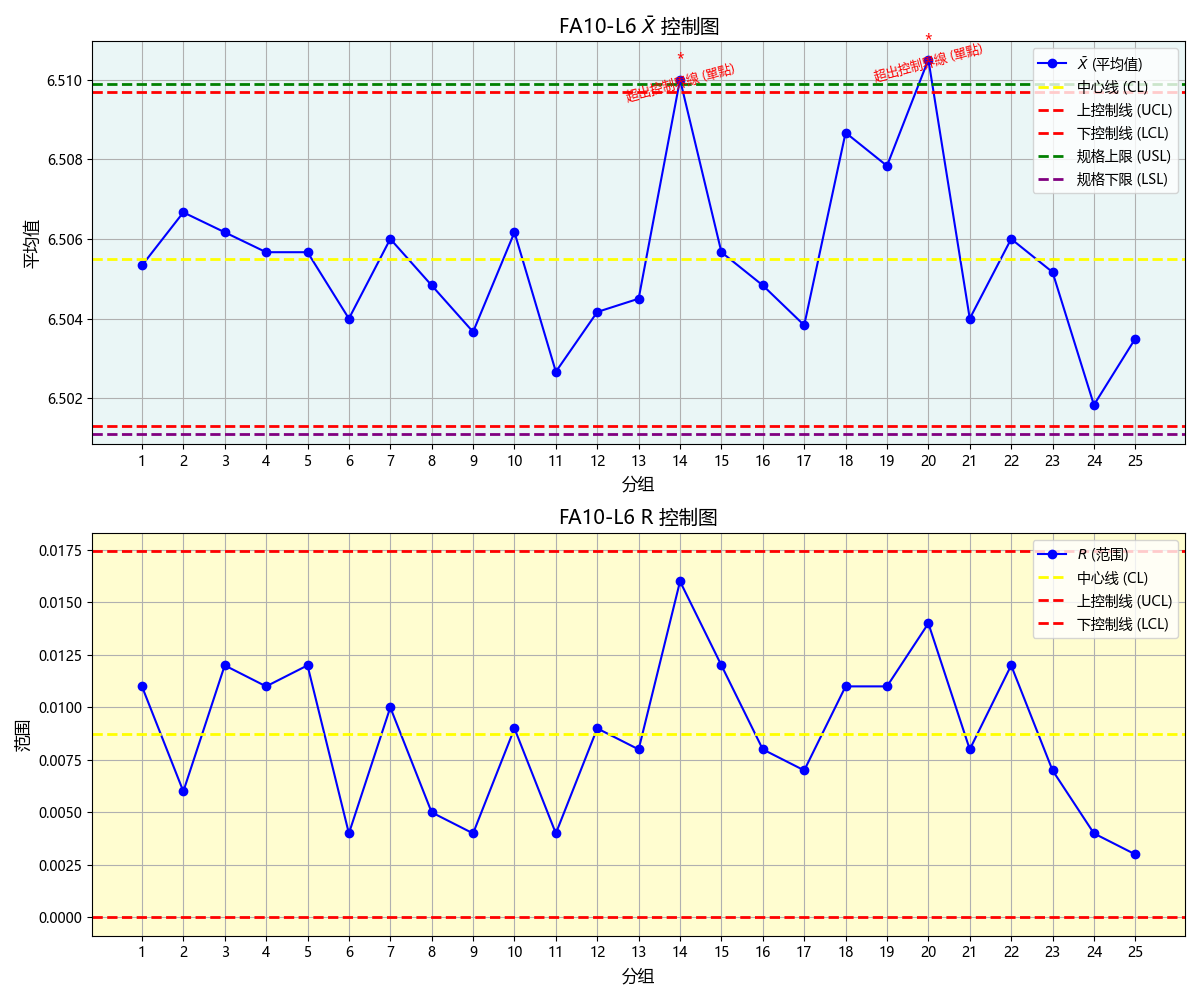 FA10-L6 X̄ 控制图
*
*
超出控制界線 (單點)
超出控制界線 (單點)
X̄ (平均值)
中心线 (CL)
上控制线 (UCL)
下控制线 (LCL)
规格上限 (USL)
规格下限 (LSL)
平均值
6.510
6.508
6.506
6.504
6.502
1 2 3 4 5 6 7 8 9 10 11 12 13 14 15 16 17 18 19 20 21 22 23 24 25
分组
FA10-L6 R 控制图
R (范围)
中心线 (CL)
上控制线 (UCL)
下控制线 (LCL)
范围
0.0175
0.0150
0.0125
0.0100
0.0075
0.0050
0.0025
0.0000
1 2 3 4 5 6 7 8 9 10 11 12 13 14 15 16 17 18 19 20 21 22 23 24 25
分组